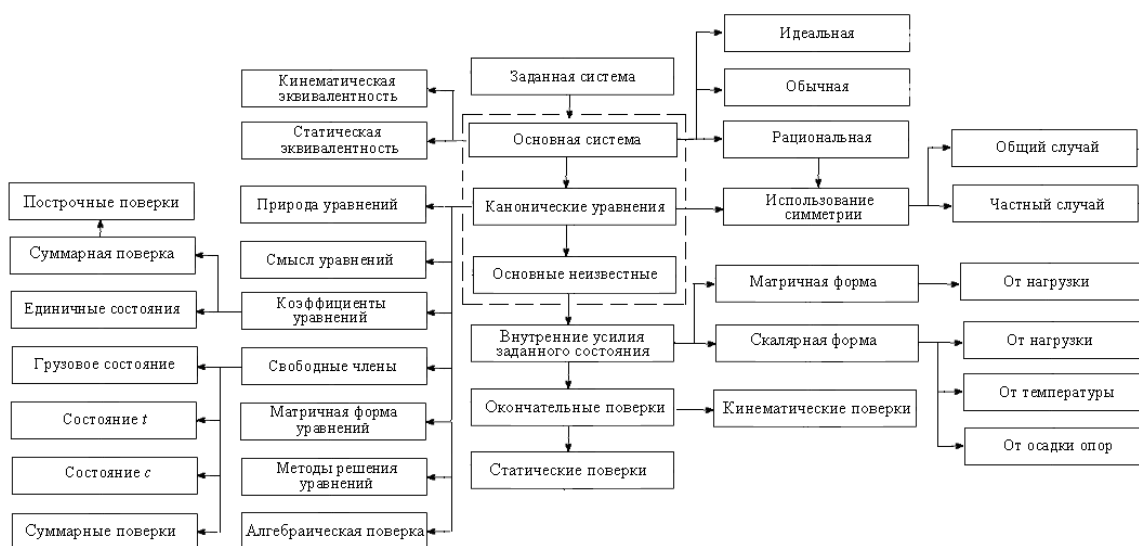 Идеальная
Заданная система
Кинематическая
эквивалентность
Обычная
Статическая
эквивалентность
Основная система
Рациональная
Общий случай
Построчные поверки
Природа уравнений
Канонические уравнения
Использование
симметрии
Частный случай
Суммарная поверка
Смысл уравнений
Основные неизвестные
Матричная форма
От нагрузки
Единичные состояния
Коэффициенты
уравнений
Внутренние усилия
заданного состояния
Скалярная форма
От нагрузки
Грузовое состояние
Свободные члены
От температуры
Состояние t
Матричная форма
уравнений
Окончательные поверки
Кинематические поверки
От осадки опор
Состояние c
Методы решения
уравнений
Статические поверки
Суммарные поверки
Алгебраическая поверка